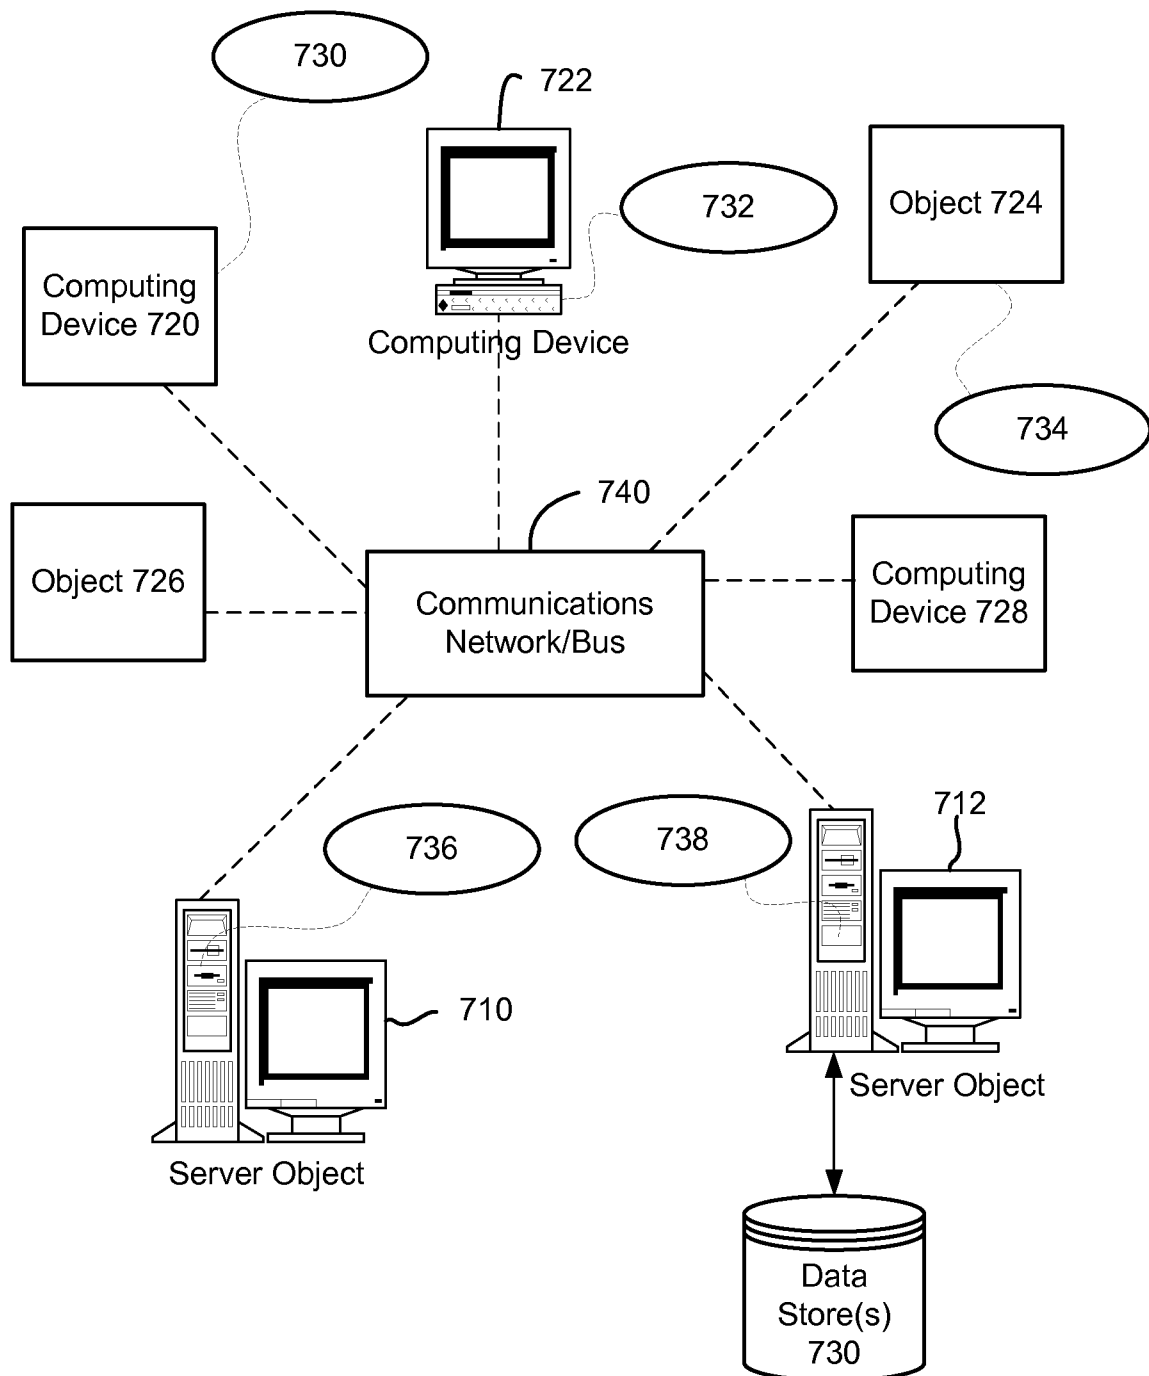 730
722
732
Object 724
Computing
Device 720
Computing Device
734
740
Object 726
Communications
Network/Bus
Computing
Device 728
736
738
712
710
Server Object
Server Object
Data
Store(s)
730